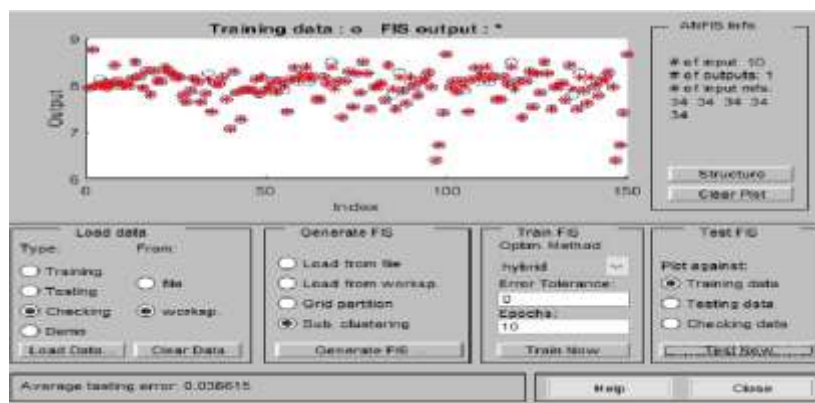 Training data : o FIS output : *
9
8
7
6
Output
0
50
100
150
Index
ANFIS Info
# of input: 10
# of outputs: 1
# of input mfs:
34 34 34 34
34
Structure
Clear Plot
Load data
Type:
From:
Training
Testing
Checking
Demo
file
worksp.
Load Data...
Clear Data
Generate FIS
Load from file
Load from worksp.
Grid partition
Sub. clustering
Generate FIS
Train FIS
Optim. Method:
hybrid
Error Tolerance:
0
Epochs:
10
Train Now
Test FIS
Plot against:
Training data
Testing data
Checking data
Test Now
Average testing error: 0.038615
Help
Close